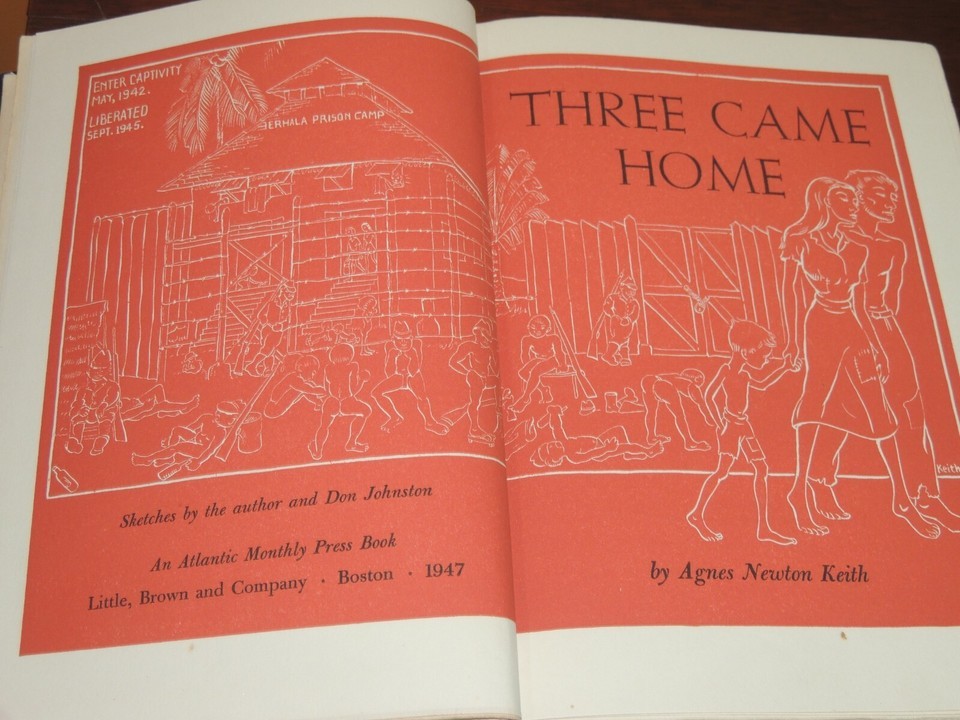 ENTER CAPTIVITY
MAY, 1942.
LIBERATED
SEPT. 1945.
BERHALA PRISON CAMP
Sketches by the author and Don Johnston
An Atlantic Monthly Press Book
Little, Brown and Company · Boston · 1947
THREE CAME
HOME
Keith
by Agnes Newton Keith